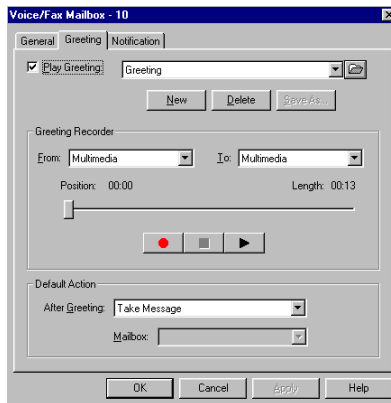 Voice/Fax Mailbox - 10
General Greeting Notification
Play Greeting: Greeting
New Delete Save As...
Greeting Recorder
From: Multimedia To: Multimedia
Position: 00:00 Length: 00:13
Default Action
After Greeting: Take Message
Mailbox:
OK Cancel Apply Help